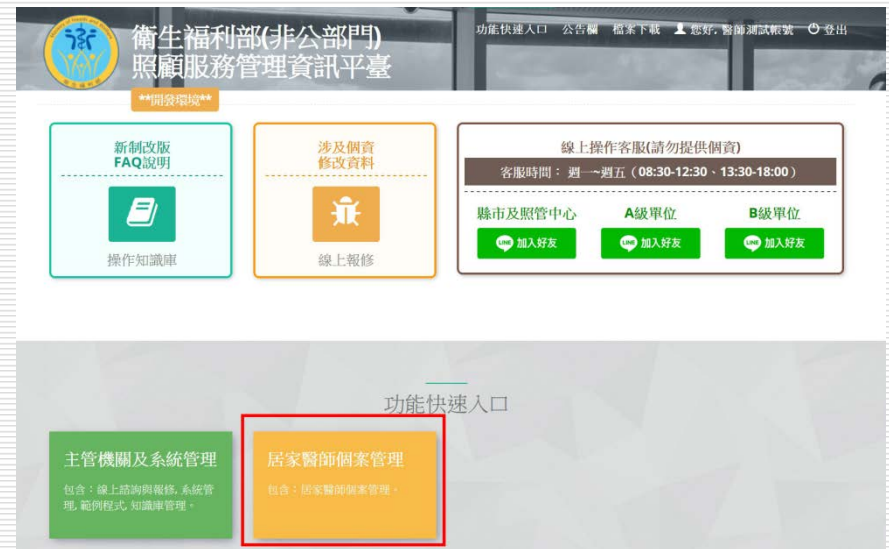 衛生福利部(非公部門)
照顧服務管理資訊平臺
**開發環境**
功能快速入口 公告欄 檔案下載 您好, 醫師測試帳號 登出
新制改版
FAQ說明
操作知識庫
涉及個資
修改資料
線上報修
線上操作客服(請勿提供個資)
客服時間： 週一~週五（08:30-12:30、13:30-18:00）
縣市及照管中心 A級單位 B級單位
LINE 加入好友 LINE 加入好友 LINE 加入好友
功能快速入口
主管機關及系統管理
包含：線上諮詢與報修, 系統管
理, 範例程式, 知識庫管理。
居家醫師個案管理
包含：居家醫師個案管理。